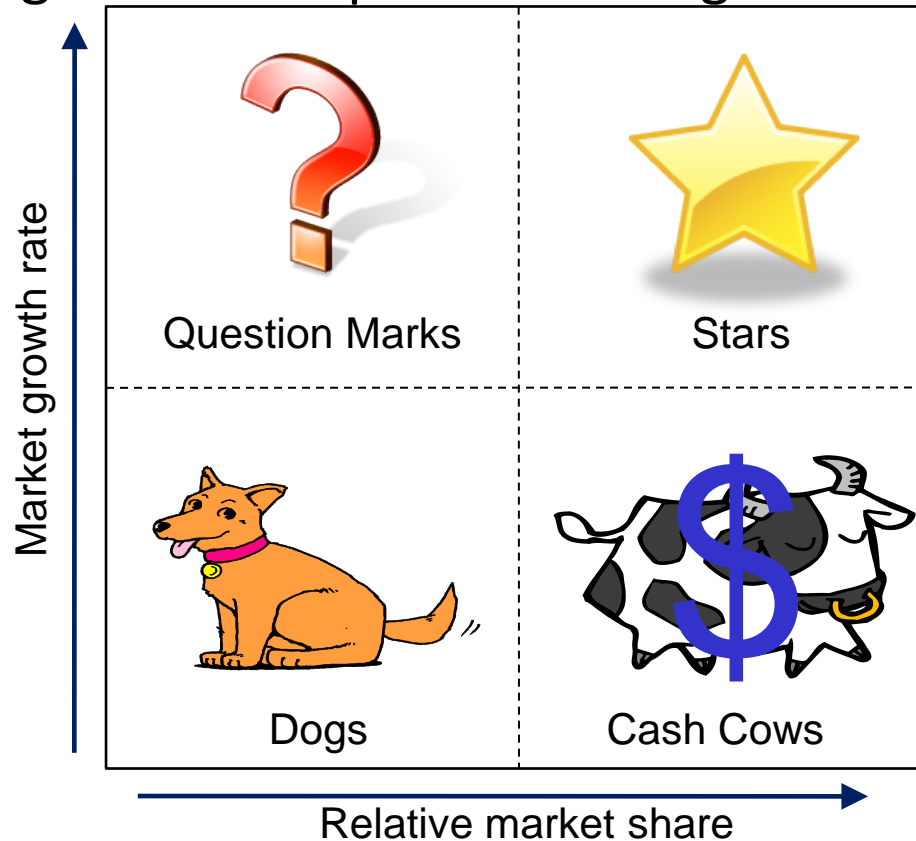 Market growth rate
Question Marks
Stars
Dogs
$
Cash Cows
Relative market share